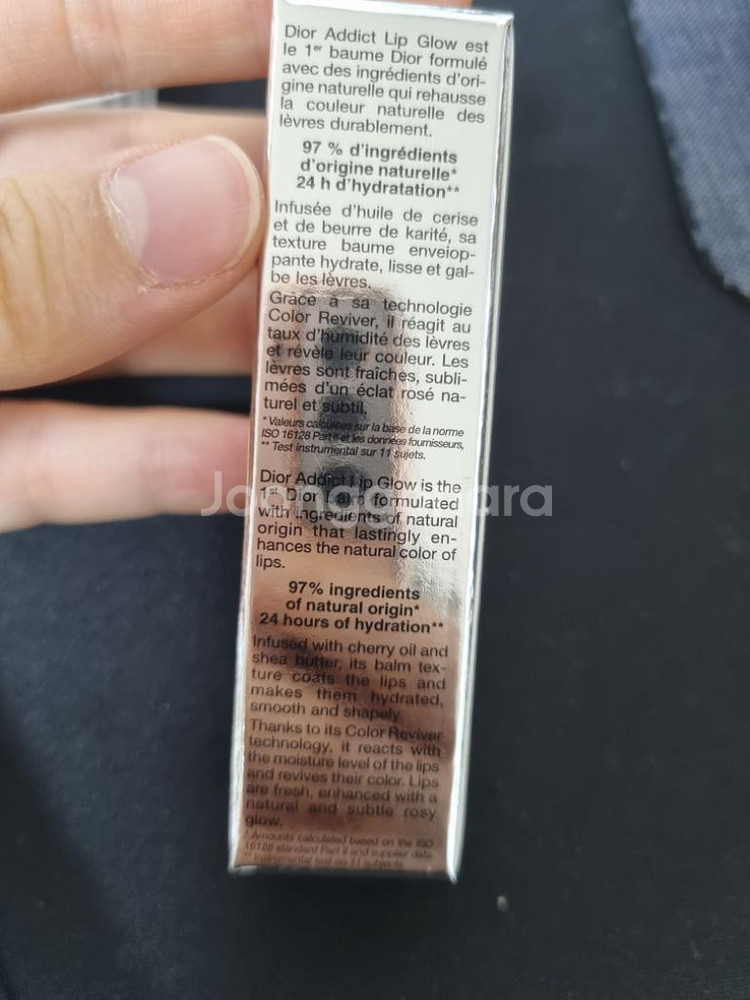 Dior Addict Lip Glow est
le 1er baume Dior formulé
avec des ingrédients d'ori-
gine naturelle qui rehausse
la couleur naturelle des
lèvres durablement.
97 % d'ingrédients
d'origine naturelle*
24 h d'hydratation**
Infusée d'huile de cerise
et de beurre de karité, sa
texture baume envelop-
pante hydrate, lisse et gal-
be les lèvres.
Grâce à sa technologie
Color Reviver, il réagit au
taux d'humidité des lèvres
et révèle leur couleur. Les
lèvres sont fraîches, subli-
mées d'un éclat rosé na-
turel et subtil.
* Valeurs calculées sur la base de la norme
ISO 16128 Part II et les données fournisseurs,
** Test instrumental sur 11 sujets.
Dior Addict Lip Glow is the
Dior formulated
with ingredients of natural
origin that lastingly en-
hances the natural color of
lips.
97% ingredients
of natural origin*
24 hours of hydration**
Infused with cherry oil and
shea butter, its balm tex-
ture coats the lips and
makes them hydrated,
smooth and shapely.
Thanks to its Color Reviver
technology, it reacts with
the moisture level of the lips
and revives their color. Lips
are fresh, enhanced with a
natural and subtle rosy
glow.
* Amounts calculated based on the ISO
16128 standard Part II and supplier data.
** Instrumental test on 11 subjects.